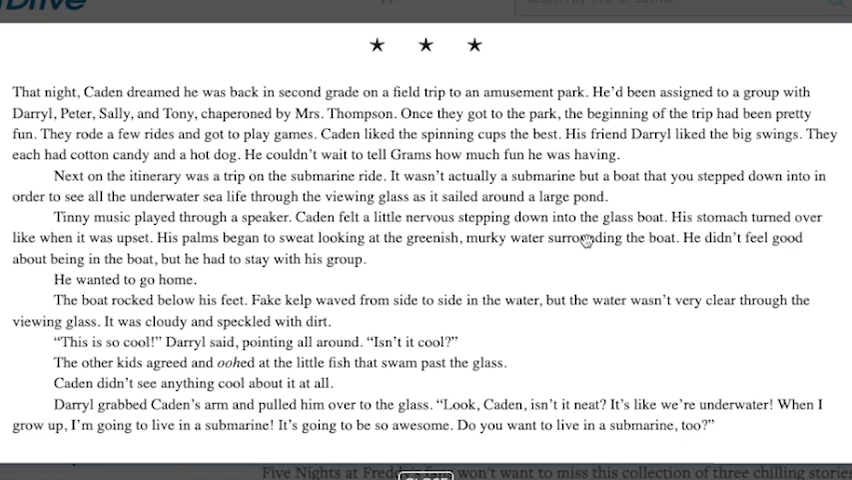 ★ ★ ★
That night, Caden dreamed he was back in second grade on a field trip to an amusement park. He’d been assigned to a group with
Darryl, Peter, Sally, and Tony, chaperoned by Mrs. Thompson. Once they got to the park, the beginning of the trip had been pretty
fun. They rode a few rides and got to play games. Caden liked the spinning cups the best. His friend Darryl liked the big swings. They
each had cotton candy and a hot dog. He couldn’t wait to tell Grams how much fun he was having.
Next on the itinerary was a trip on the submarine ride. It wasn’t actually a submarine but a boat that you stepped down into in
order to see all the underwater sea life through the viewing glass as it sailed around a large pond.
Tinny music played through a speaker. Caden felt a little nervous stepping down into the glass boat. His stomach turned over
like when it was upset. His palms began to sweat looking at the greenish, murky water surrounding the boat. He didn’t feel good
about being in the boat, but he had to stay with his group.
He wanted to go home.
The boat rocked below his feet. Fake kelp waved from side to side in the water, but the water wasn’t very clear through the
viewing glass. It was cloudy and speckled with dirt.
“This is so cool!” Darryl said, pointing all around. “Isn’t it cool?”
The other kids agreed and oohed at the little fish that swam past the glass.
Caden didn’t see anything cool about it at all.
Darryl grabbed Caden’s arm and pulled him over to the glass. “Look, Caden, isn’t it neat? It’s like we’re underwater! When I
grow up, I’m going to live in a submarine! It’s going to be so awesome. Do you want to live in a submarine, too?”
Five Nights at Freddy's fans won't want to miss this collection of three chilling stories